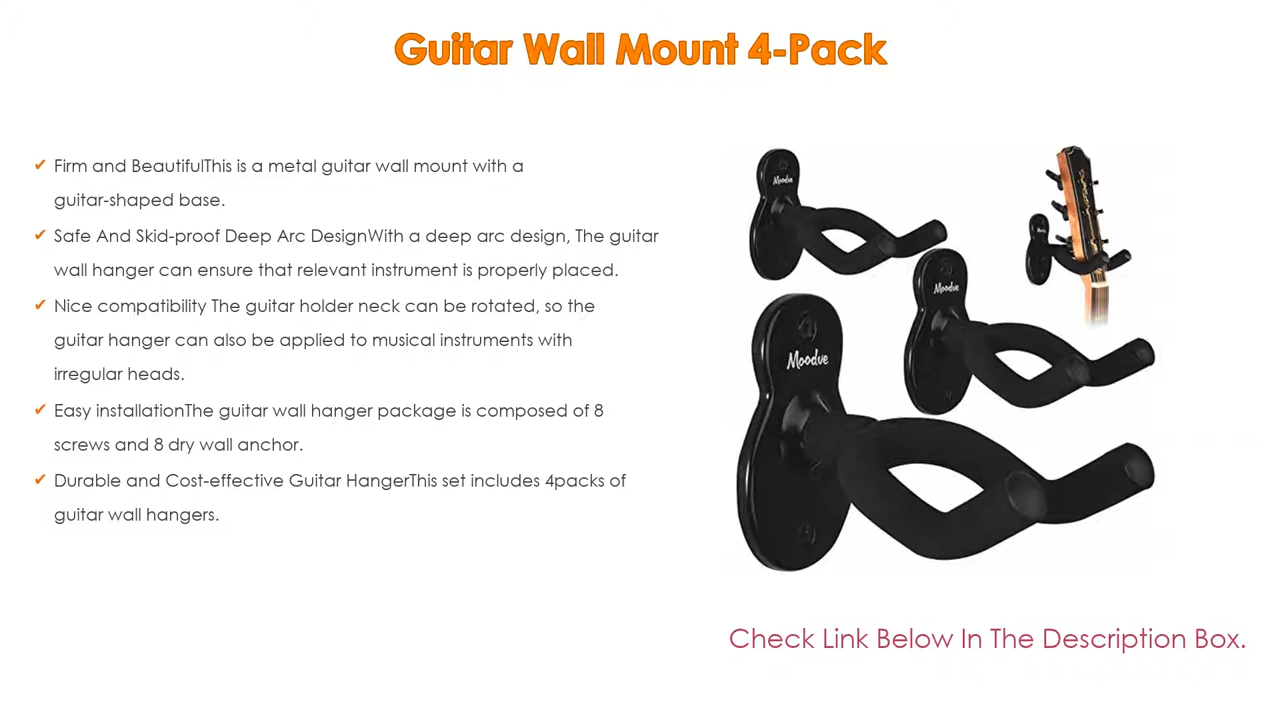 Guitar Wall Mount 4-Pack
✔ Firm and BeautifulThis is a metal guitar wall mount with a
guitar-shaped base.
✔ Safe And Skid-proof Deep Arc DesignWith a deep arc design, The guitar
wall hanger can ensure that relevant instrument is properly placed.
✔ Nice compatibility The guitar holder neck can be rotated, so the
guitar hanger can also be applied to musical instruments with
irregular heads.
✔ Easy installationThe guitar wall hanger package is composed of 8
screws and 8 dry wall anchor.
✔ Durable and Cost-effective Guitar HangerThis set includes 4packs of
guitar wall hangers.
Moodve
Moodve
Moodve
Check Link Below In The Description Box.